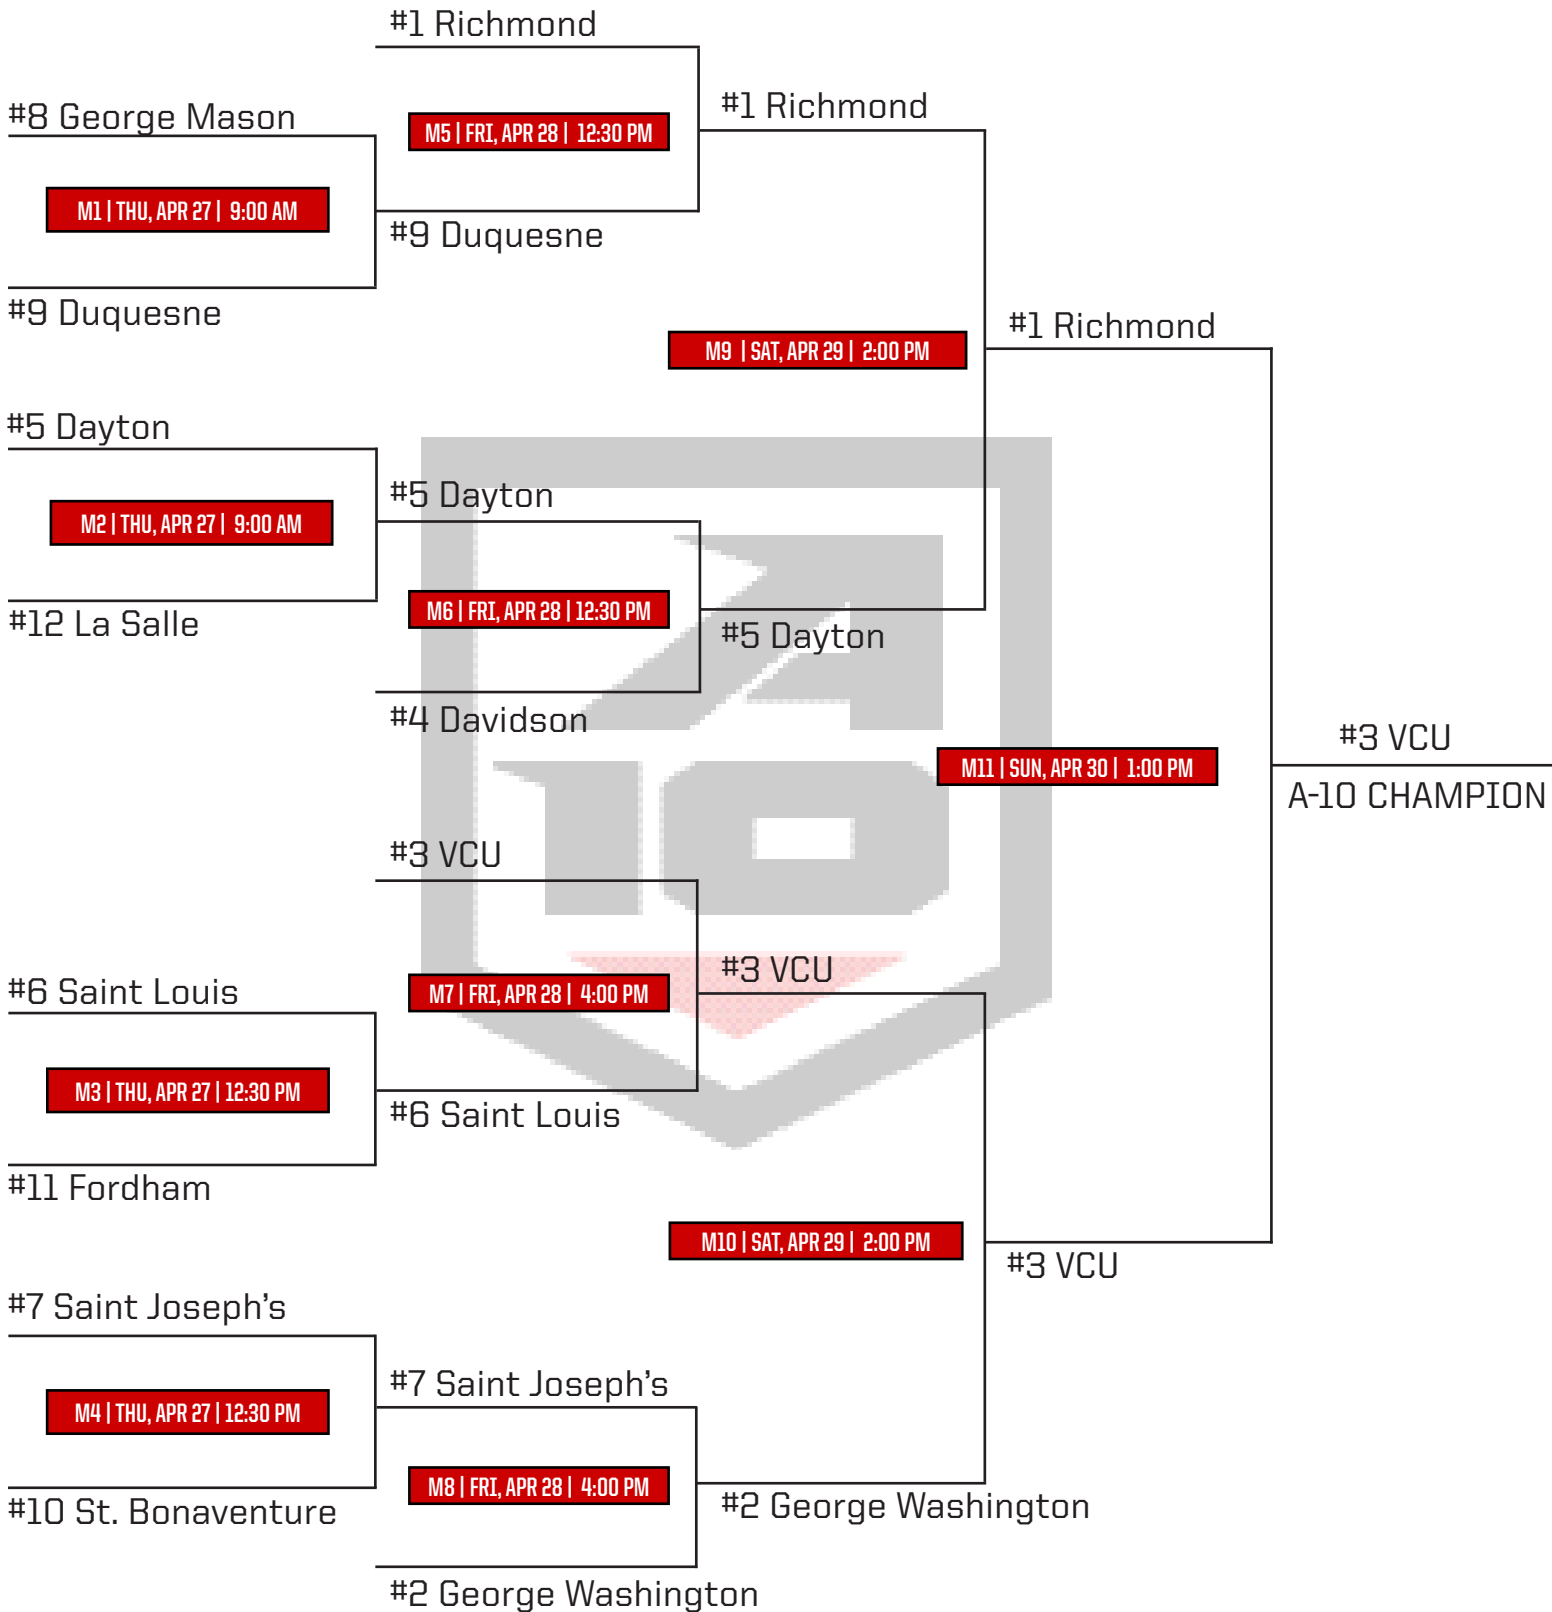 #1 Richmond
#8 George Mason
M5 | FRI, APR 28 | 12:30 PM
#1 Richmond
M1 | THU, APR 27 | 9:00 AM
#9 Duquesne
#9 Duquesne
#1 Richmond
M9 | SAT, APR 29 | 2:00 PM
#5 Dayton
#5 Dayton
M2 | THU, APR 27 | 9:00 AM
M6 | FRI, APR 28 | 12:30 PM
#12 La Salle
#5 Dayton
#4 Davidson
#3 VCU
M11 | SUN, APR 30 | 1:00 PM
A-10 CHAMPION
A
10
#3 VCU
#3 VCU
#6 Saint Louis
M7 | FRI, APR 28 | 4:00 PM
M3 | THU, APR 27 | 12:30 PM
#6 Saint Louis
#11 Fordham
M10 | SAT, APR 29 | 2:00 PM
#3 VCU
#7 Saint Joseph's
#7 Saint Joseph's
M4 | THU, APR 27 | 12:30 PM
M8 | FRI, APR 28 | 4:00 PM
#10 St. Bonaventure
#2 George Washington
#2 George Washington